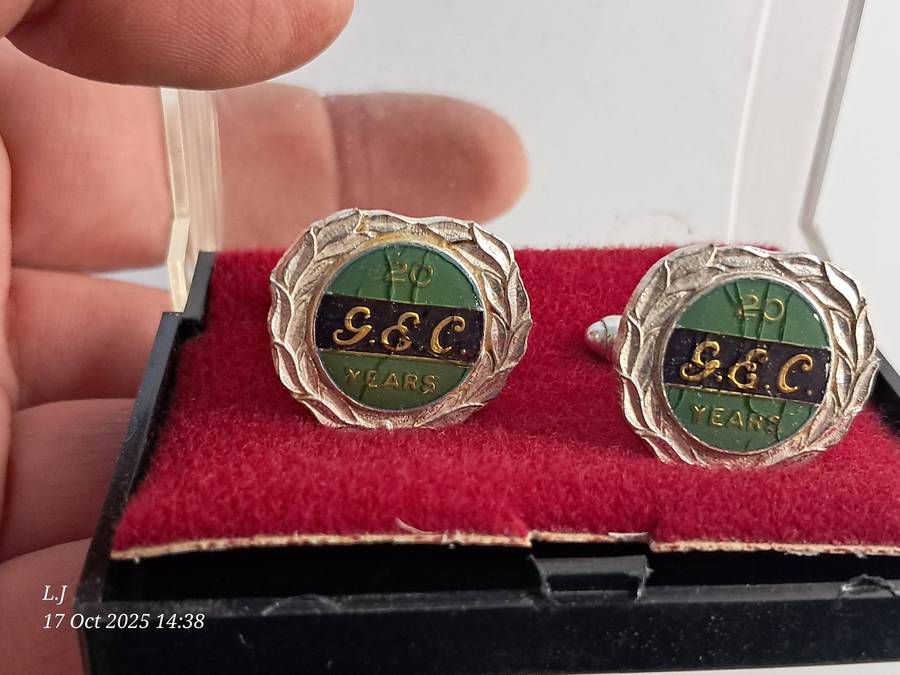 20
G.E.C.
YEARS
20
G.E.C.
YEARS
L.J
17 Oct 2025 14:38